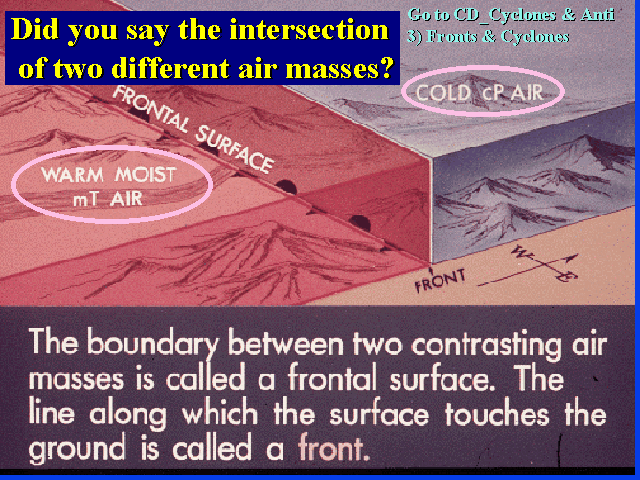 Did you say the intersection
of two different air masses?
Go to CD_Cyclones & Anti
3) Fronts & Cyclones
COLD cP AIR
FRONTAL SURFACE
WARM MOIST
mT AIR
W
E
FRONT
The boundary between two contrasting air
masses is called a frontal surface. The
line along which the surface touches the
ground is called a front.